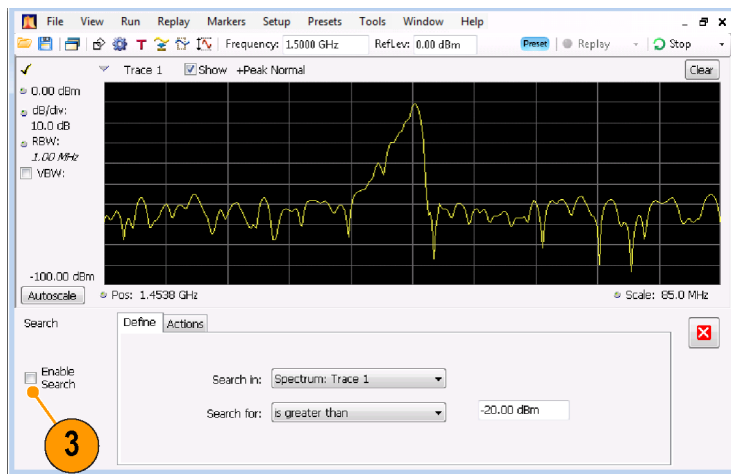 File View Run Replay Markers Setup Presets Tools Window Help
Frequency: 1.5000 GHz RefLev: 0.00 dBm Preset Replay Stop
Trace 1 Show +Peak Normal Clear
0.00 dBm
dB/div:
10.0 dB
RBW:
1.00 MHz
VBW:
-100.00 dBm
Autoscale Pos: 1.4538 GHz Scale: 85.0 MHz
Search Define Actions
Enable
Search
Search in: Spectrum: Trace 1
Search for: is greater than -20.00 dBm
3